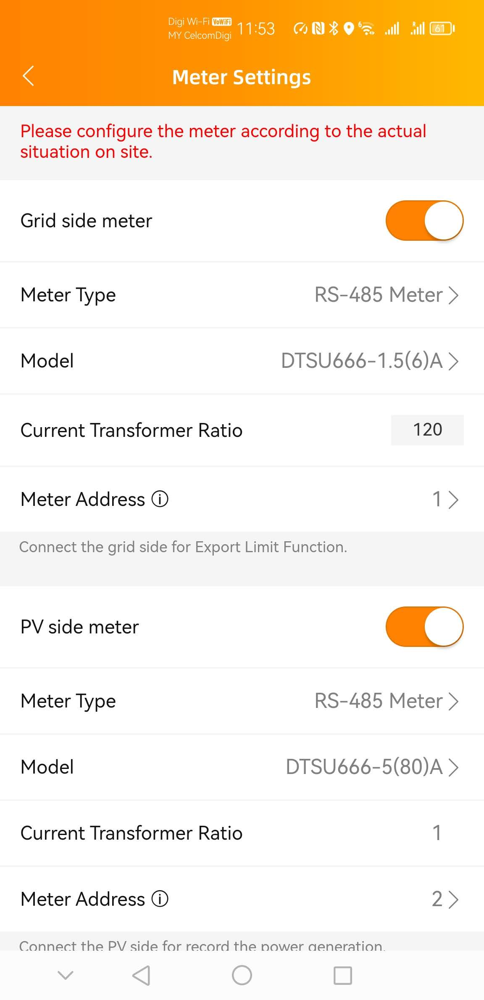 Digi Wi-Fi VoWiFi
MY CelcomDigi
11:53
6
R
61
Meter Settings
Please configure the meter according to the actual
situation on site.
Grid side meter
Meter Type
RS-485 Meter
Model
DTSU666-1.5(6)A
Current Transformer Ratio
120
Meter Address
1
Connect the grid side for Export Limit Function.
PV side meter
Meter Type
RS-485 Meter
Model
DTSU666-5(80)A
Current Transformer Ratio
1
Meter Address
2
Connect the PV side for record the power generation.